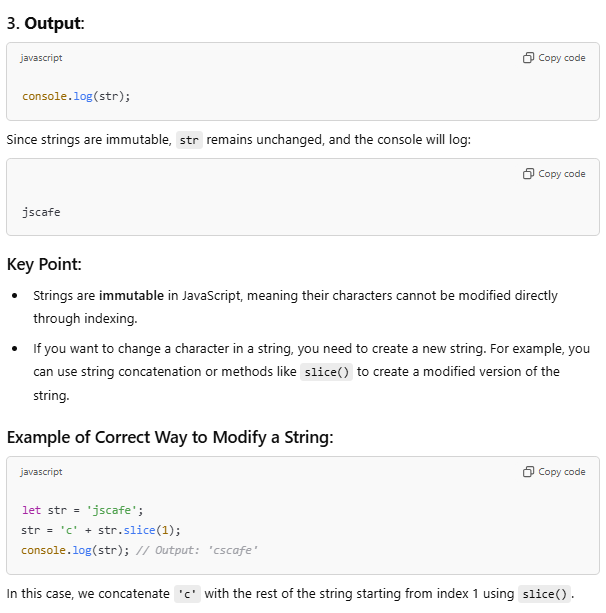 3. Output:
javascript Copy code
console.log(str);
Since strings are immutable, str remains unchanged, and the console will log:
Copy code
jscafe
Key Point:
• Strings are immutable in JavaScript, meaning their characters cannot be modified directly
through indexing.
• If you want to change a character in a string, you need to create a new string. For example, you
can use string concatenation or methods like slice() to create a modified version of the
string.
Example of Correct Way to Modify a String:
javascript Copy code
let str = 'jscafe';
str = 'c' + str.slice(1);
console.log(str); // Output: 'cscafe'
In this case, we concatenate 'c' with the rest of the string starting from index 1 using slice().